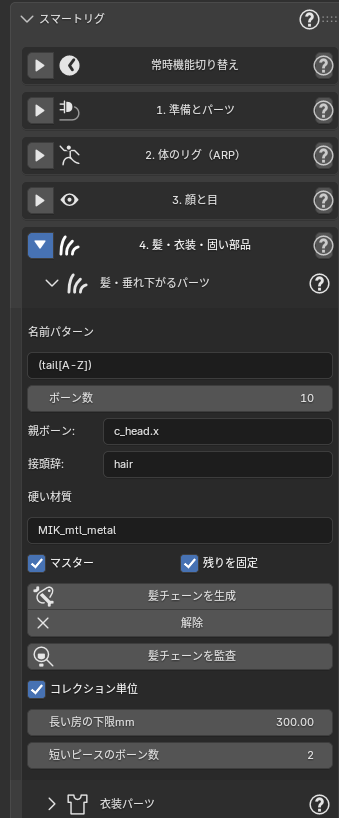 スマートリグ
常時機能切り替え
1. 準備とパーツ
2. 体のリグ（ARP）
3. 顔と目
4. 髪・衣装・固い部品
髪・垂れ下がるパーツ
名前パターン
(tail[A-Z])
ボーン数 10
親ボーン: c_head.x
接頭辞: hair
硬い材質
MIK_mtl_metal
マスター 残りを固定
髪チェーンを生成
解除
髪チェーンを監査
コレクション単位
長い房の下限mm 300.00
短いピースのボーン数 2
衣装パーツ